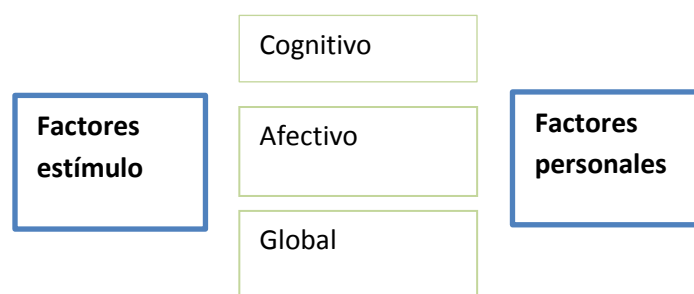 Cognitivo
Factores
estímulo
Afectivo
Factores
personales
Global